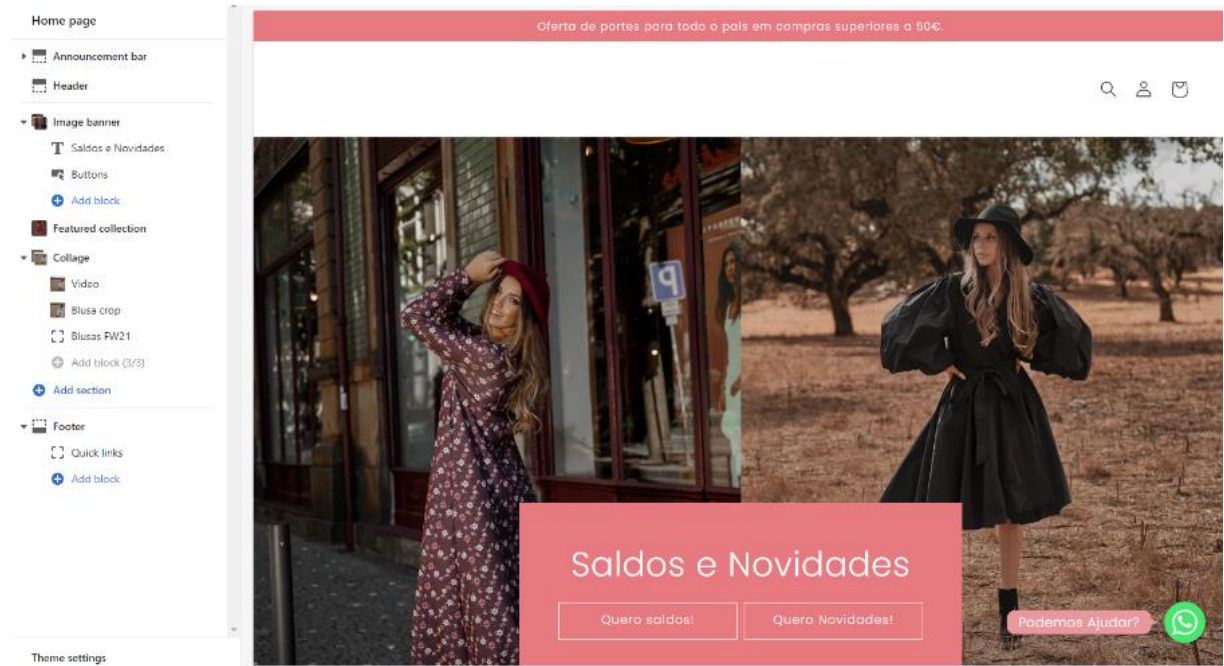 Home page
Announcement bar
Header
Image banner
Saldos e Novidades
Buttons
Add block
Featured collection
Collage
Video
Blusa crop
Blusas FW21
Add block (3/3)
Add section
Footer
Quick links
Add block
Theme settings
Oferta de portes para todo o país em compras superiores a 50€.
Saldos e Novidades
Quero saldos!
Quero Novidades!
Podemos Ajudar?